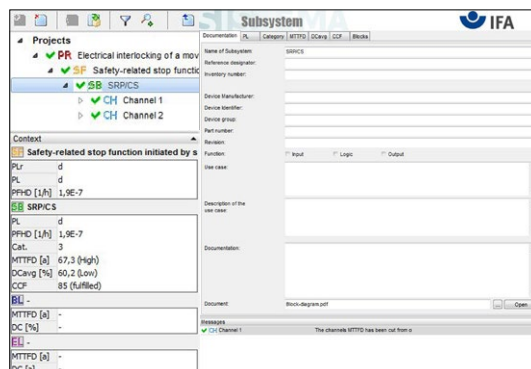 Subsystem
IFA
Projects
PR Electrical interlocking of a mov
SF Safety-related stop functic
SB SRP/CS
CH Channel 1
CH Channel 2
Context
Safety-related stop function initiated by s
PLr d
PL d
PFHD [1/h] 1,9E-7
SB SRP/CS
PL d
PFHD [1/h] 1,9E-7
Cat. 3
MTTFD [a] 67,3 (High)
DCavg [%] 60,2 (Low)
CCF 85 (fulfilled)
BL -
MTTFD [a] -
DC [%] -
EL -
MTTFD [a] -
Documentation PL Category MTTFD DCavg CCF Blocks
Name of Subsystem: SRP/CS
Reference designator:
Inventory number:
Device Manufacturer:
Device Identifier:
Device group:
Part number:
Revision:
Function: Input Logic Output
Use case:
Description of the
use case:
Documentation:
Document: Block-diagram.pdf ... Open
Messages
CH Channel 1 The channels MTTFD has been cut from o